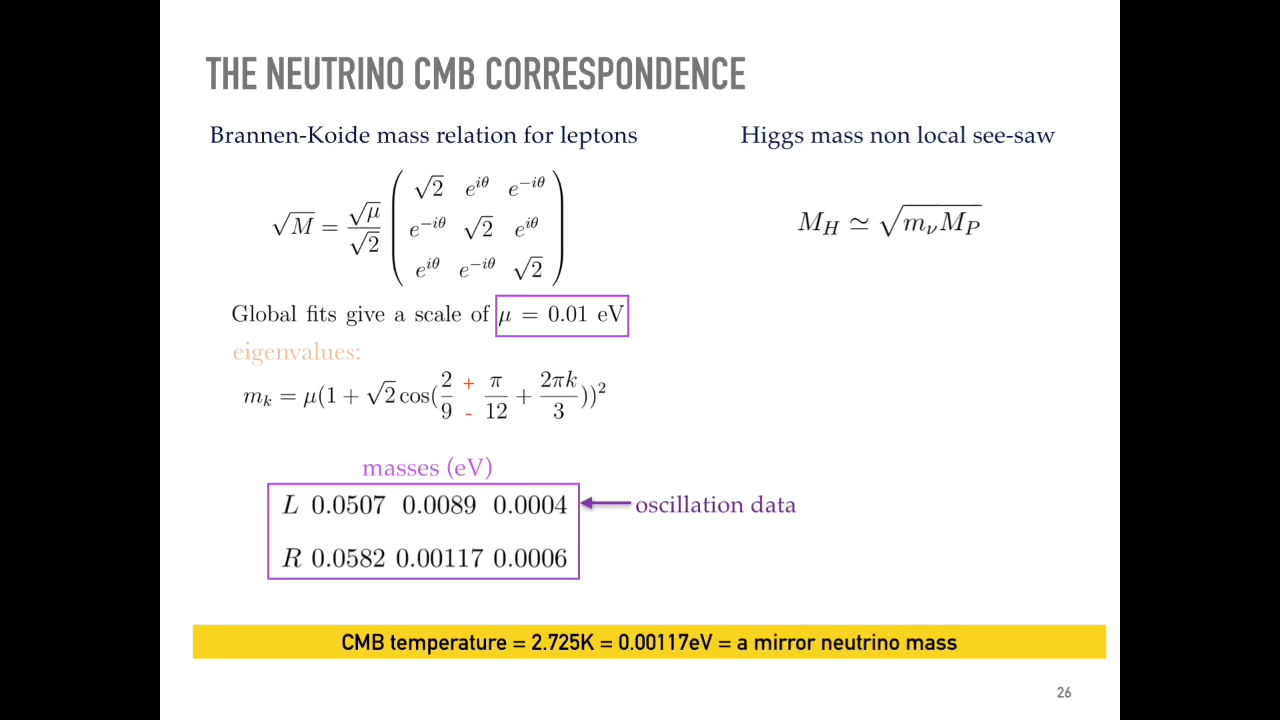 THE NEUTRINO CMB CORRESPONDENCE
Brannen-Koide mass relation for leptons
√M = √μ/√2 ( √2 e^{iθ} e^{-iθ}
e^{-iθ} √2 e^{iθ}
e^{iθ} e^{-iθ} √2 )
Global fits give a scale of μ = 0.01 eV
eigenvalues:
m_k = μ(1 + √2 cos(2/9 +/- π/12 + 2πk/3))²
masses (eV)
L 0.0507 0.0089 0.0004
R 0.0582 0.00117 0.0006
oscillation data
Higgs mass non local see-saw
M_H ≃ √(m_ν M_P)
CMB temperature = 2.725K = 0.00117eV = a mirror neutrino mass
26